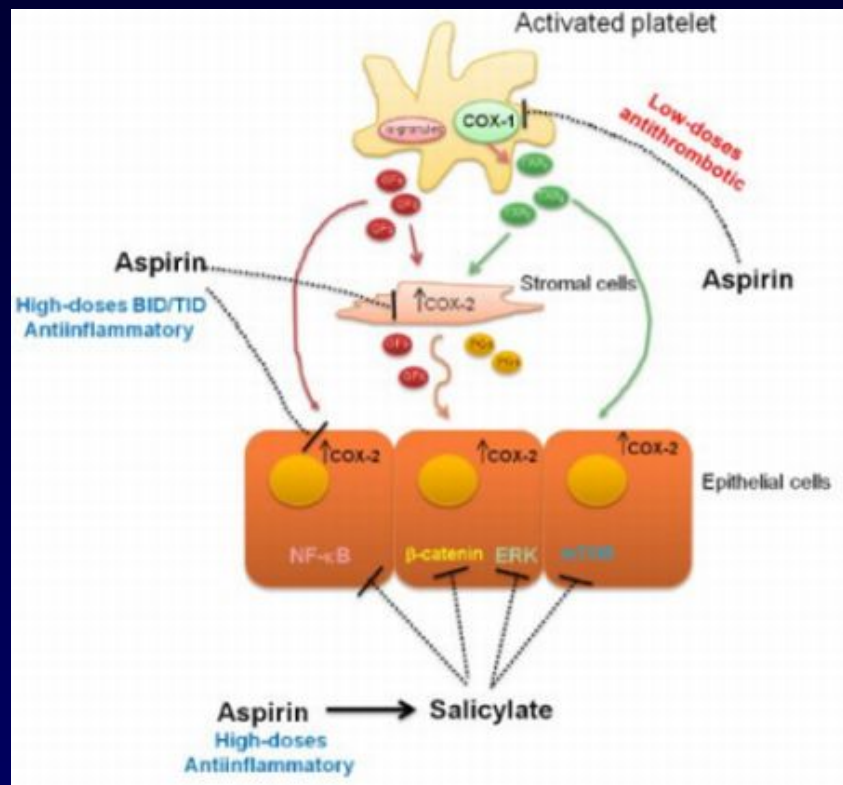 Activated platelet
COX-1
Low-doses
antithrombotic
Aspirin
Aspirin
High-doses BID/TID
Antiinflammatory
Stromal cells
↑COX-2
↑COX-2
↑COX-2
↑COX-2
Epithelial cells
NF-κB
β-catenin
ERK
Aspirin
Salicylate
High-doses
Antiinflammatory